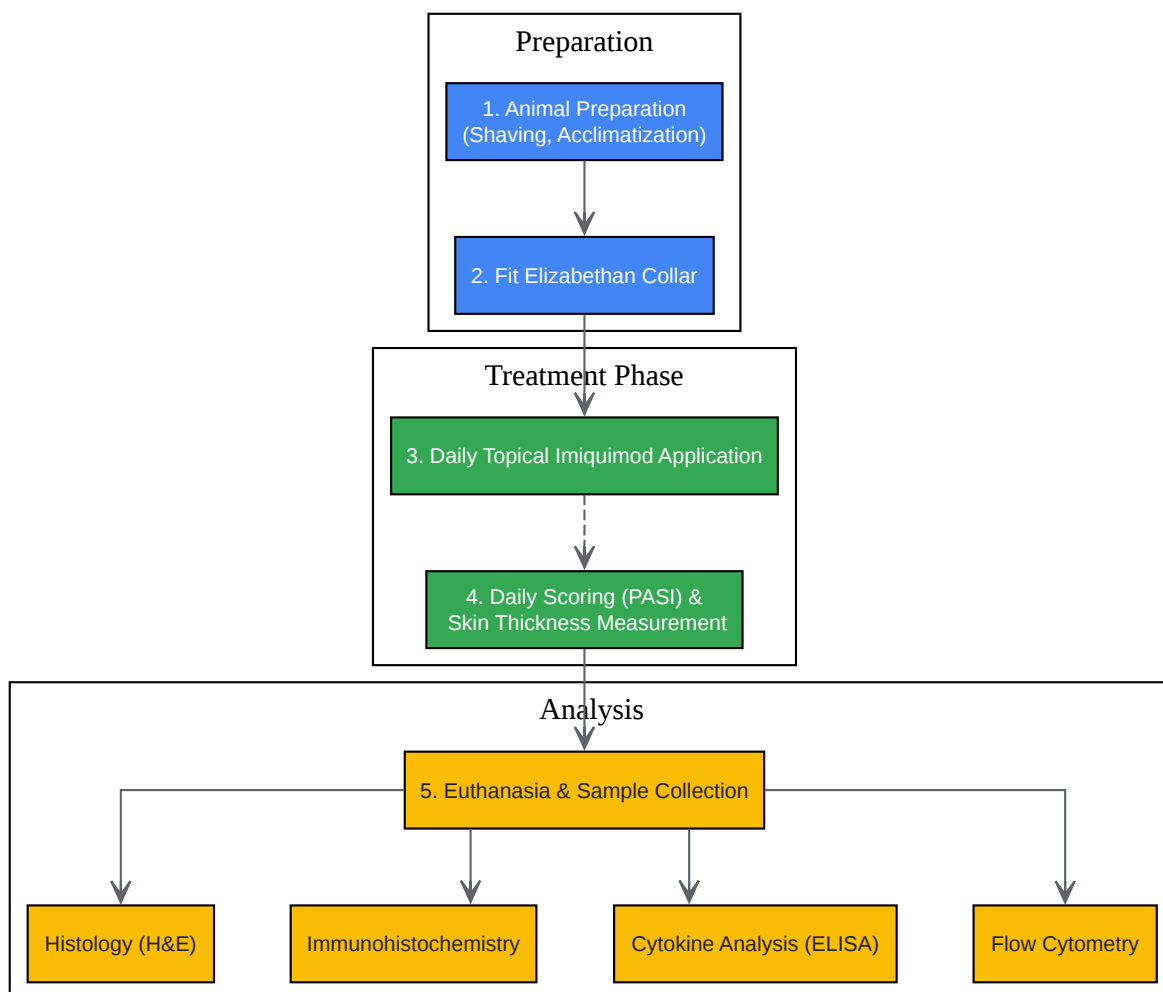 Preparation
1. Animal Preparation
(Shaving, Acclimatization)
2. Fit Elizabethan Collar
Treatment Phase
3. Daily Topical Imiquimod Application
4. Daily Scoring (PASI) &
Skin Thickness Measurement
Analysis
5. Euthanasia & Sample Collection
Histology (H&E)
Immunohistochemistry
Cytokine Analysis (ELISA)
Flow Cytometry